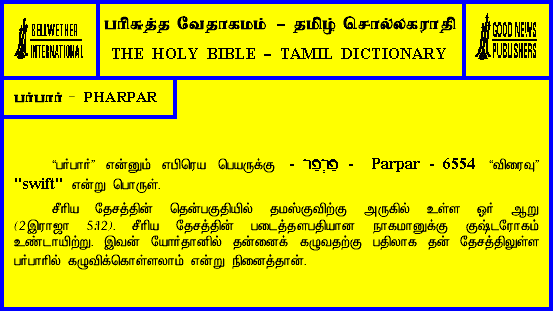 BELLWETHER
INTERNATIONAL
பரிசுத்த வேதாகமம் – தமிழ் சொல்லகராதி
THE HOLY BIBLE – TAMIL DICTIONARY
GOOD NEWS
PUBLISHERS
பர்பார் – PHARPAR
“பர்பார்” என்னும் எபிரெய பெயருக்கு - פרפר - Parpar - 6554 “விரைவு”
"swift" என்று பொருள்.
சீரிய தேசத்தின் தென்பகுதியில் தமஸ்குவிற்கு அருகில் உள்ள ஓர் ஆறு
(2இராஜா 5:12). சீரிய தேசத்தின் படைத்தளபதியான நாகமானுக்கு குஷ்டரோகம்
உண்டாயிற்று. இவன் யோர்தானில் தன்னைக் கழுவதற்கு பதிலாக தன் தேசத்திலுள்ள
பர்பாரில் கழுவிக்கொள்ளலாம் என்று நினைத்தான்.